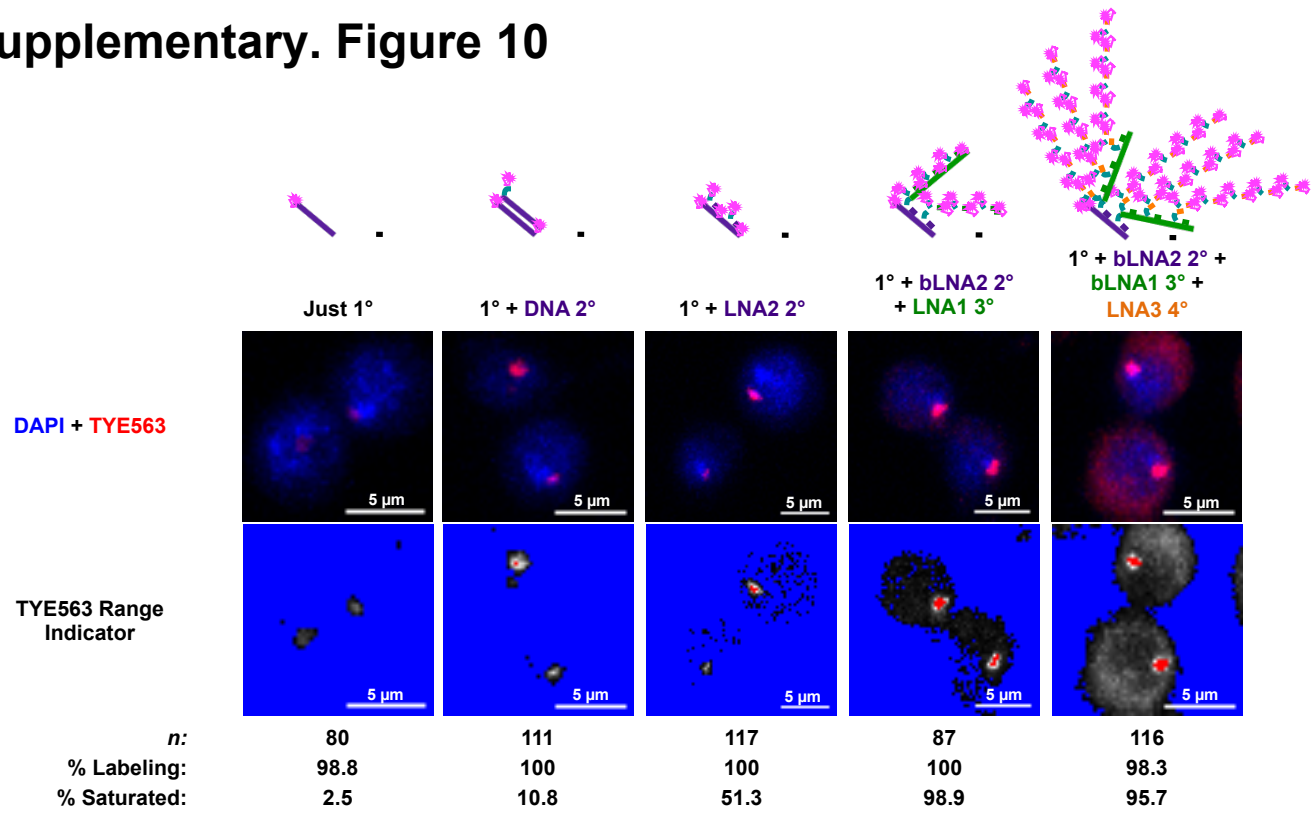 upplementary. Figure 10
Just 1°
1° + DNA 2°
1° + LNA2 2°
1° + bLNA2 2°
+ LNA1 3°
1° + bLNA2 2° +
bLNA1 3° +
LNA3 4°
DAPI + TYE563
5 µm
5 µm
5 µm
5 µm
5 µm
TYE563 Range
Indicator
5 µm
5 µm
5 µm
5 µm
5 µm
n: 80 111 117 87 116
% Labeling: 98.8 100 100 100 98.3
% Saturated: 2.5 10.8 51.3 98.9 95.7